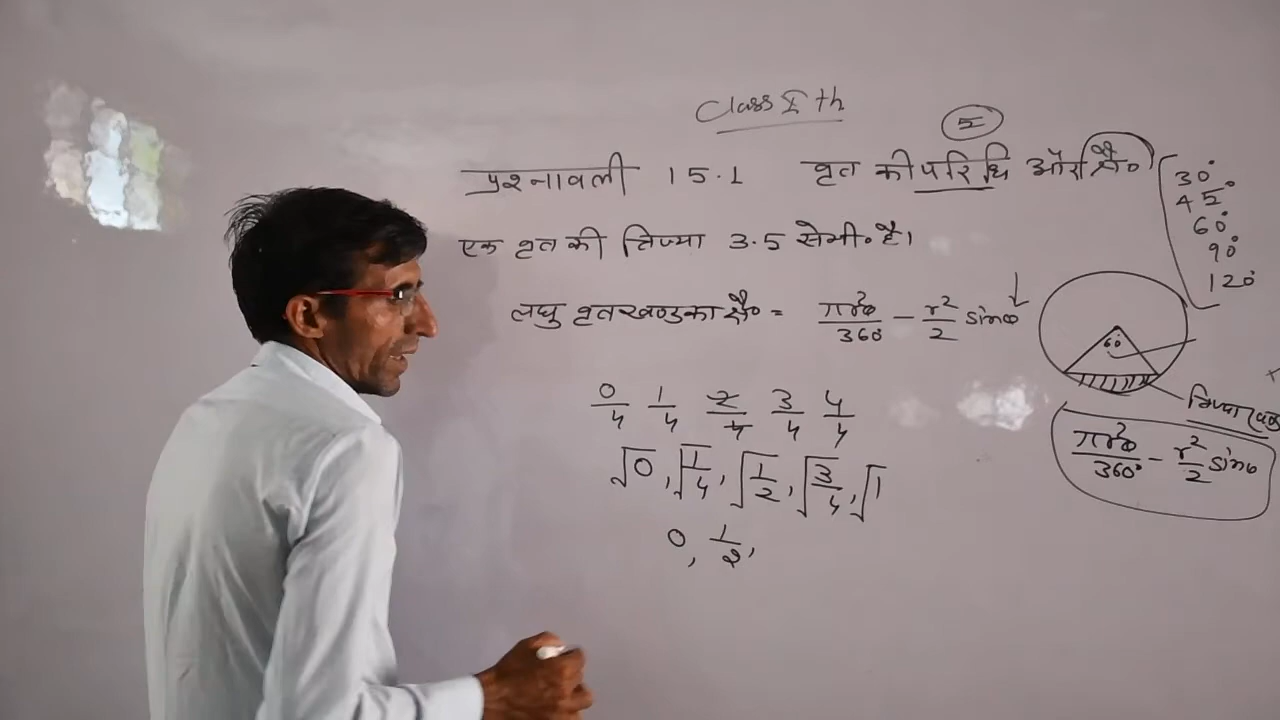 Class X th
5
प्रश्नावली 15.1 वृत की परिधि और क्षै०
एक वृत की त्रिज्या 3.5 सेमी. है।
लघु वृतखण्ड का क्षै० = πr²θ/360° − r²/2 sinθ
30°
45°
60°
90°
120°
60°
0/4 1/4 2/4 3/4 4/4
√0, √1/4, √1/2, √3/4, √1
0, 1/2,
πr²θ/360° − r²/2 sinθ